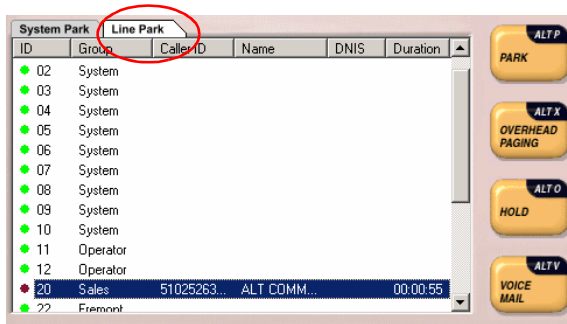 System Park Line Park
ID Group Caller ID Name DNIS Duration
02 System
03 System
04 System
05 System
06 System
07 System
08 System
09 System
10 System
11 Operator
12 Operator
20 Sales 51025263... ALT COMM... 00:00:55
22 Fremont
ALT P
PARK
ALT X
OVERHEAD
PAGING
ALT O
HOLD
ALT V
VOICE
MAIL